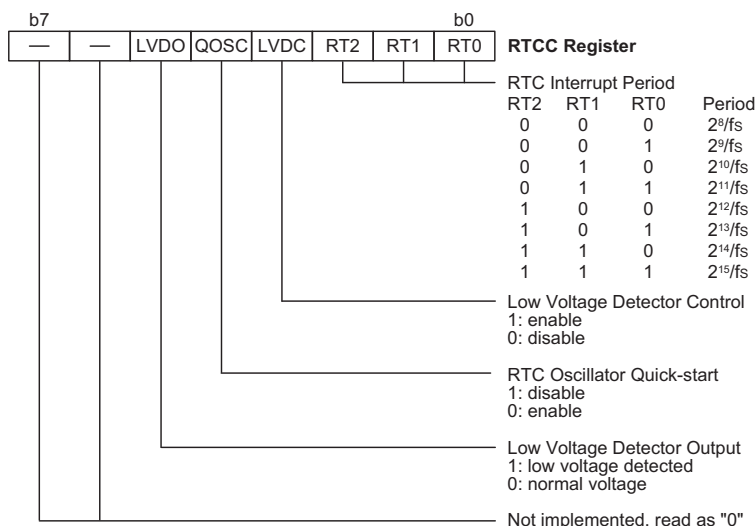 b7 b0
— — LVDO QOSC LVDC RT2 RT1 RT0 RTCC Register
RTC Interrupt Period
RT2 RT1 RT0 Period
0 0 0 2⁸/fS
0 0 1 2⁹/fS
0 1 0 2¹⁰/fS
0 1 1 2¹¹/fS
1 0 0 2¹²/fS
1 0 1 2¹³/fS
1 1 0 2¹⁴/fS
1 1 1 2¹⁵/fS
Low Voltage Detector Control
1: enable
0: disable
RTC Oscillator Quick-start
1: disable
0: enable
Low Voltage Detector Output
1: low voltage detected
0: normal voltage
Not implemented, read as "0"